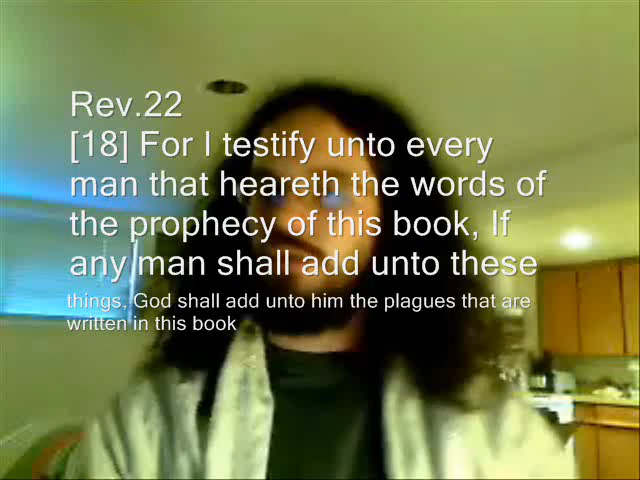 Rev.22
[18] For I testify unto every
man that heareth the words of
the prophecy of this book, If
any man shall add unto these
things, God shall add unto him the plagues that are
written in this book